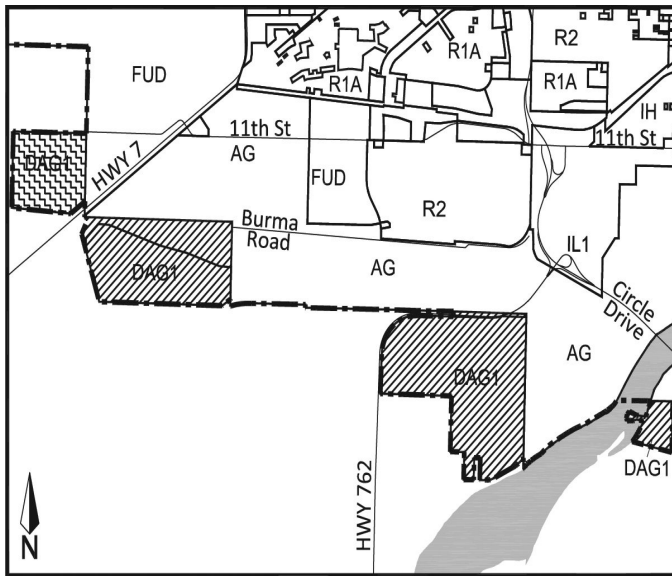 R2
R1A
FUD
R1A
R1A
IH
11th St
11th St
DAG1
HWY 7
AG
FUD
R2
Burma
Road
DAG1
AG
IL1
Circle
Drive
AG
DAG1
DAG1
HWY 762
N